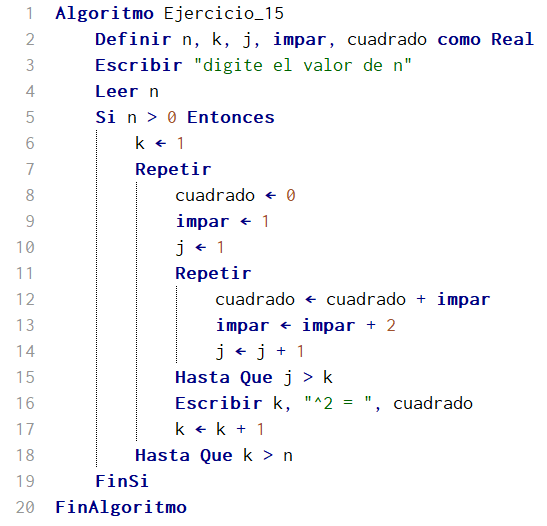 1 Algoritmo Ejercicio_15
2 Definir n, k, j, impar, cuadrado como Real
3 Escribir "digite el valor de n"
4 Leer n
5 Si n > 0 Entonces
6 k ← 1
7 Repetir
8 cuadrado ← 0
9 impar ← 1
10 j ← 1
11 Repetir
12 cuadrado ← cuadrado + impar
13 impar ← impar + 2
14 j ← j + 1
15 Hasta Que j > k
16 Escribir k, "^2 = ", cuadrado
17 k ← k + 1
18 Hasta Que k > n
19 FinSi
20 FinAlgoritmo